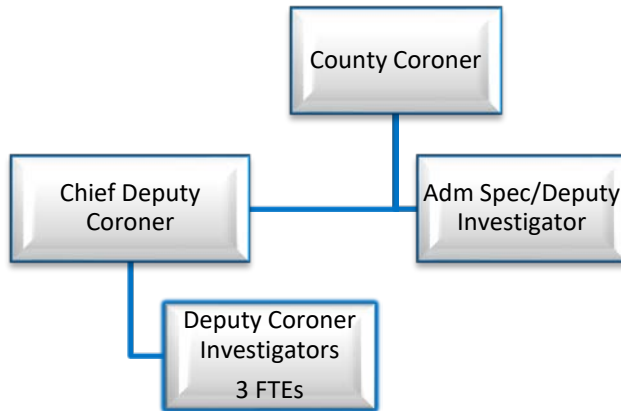 County Coroner
Chief Deputy
Coroner
Adm Spec/Deputy
Investigator
Deputy Coroner
Investigators
3 FTEs